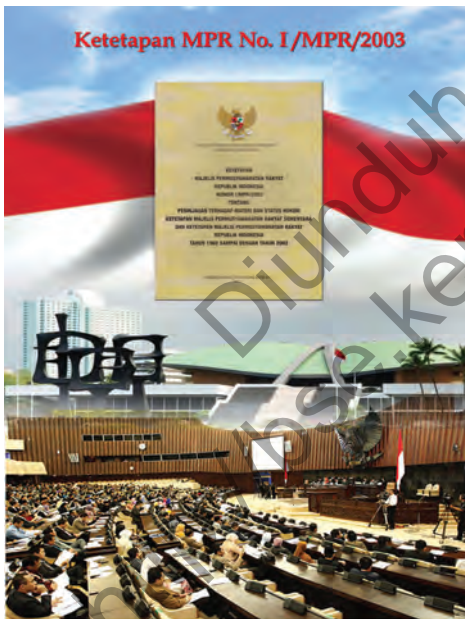 Ketetapan MPR No. I/MPR/2003
KETETAPAN
MAJELIS PERMUSYAWARATAN RAKYAT
REPUBLIK INDONESIA
NOMOR I/MPR/2003
TENTANG
PENINJAUAN TERHADAP MATERI DAN STATUS HUKUM
KETETAPAN MAJELIS PERMUSYAWARATAN RAKYAT SEMENTARA
DAN KETETAPAN MAJELIS PERMUSYAWARATAN RAKYAT
REPUBLIK INDONESIA
TAHUN 1960 SAMPAI DENGAN TAHUN 2002
Diunduh
bse.ke